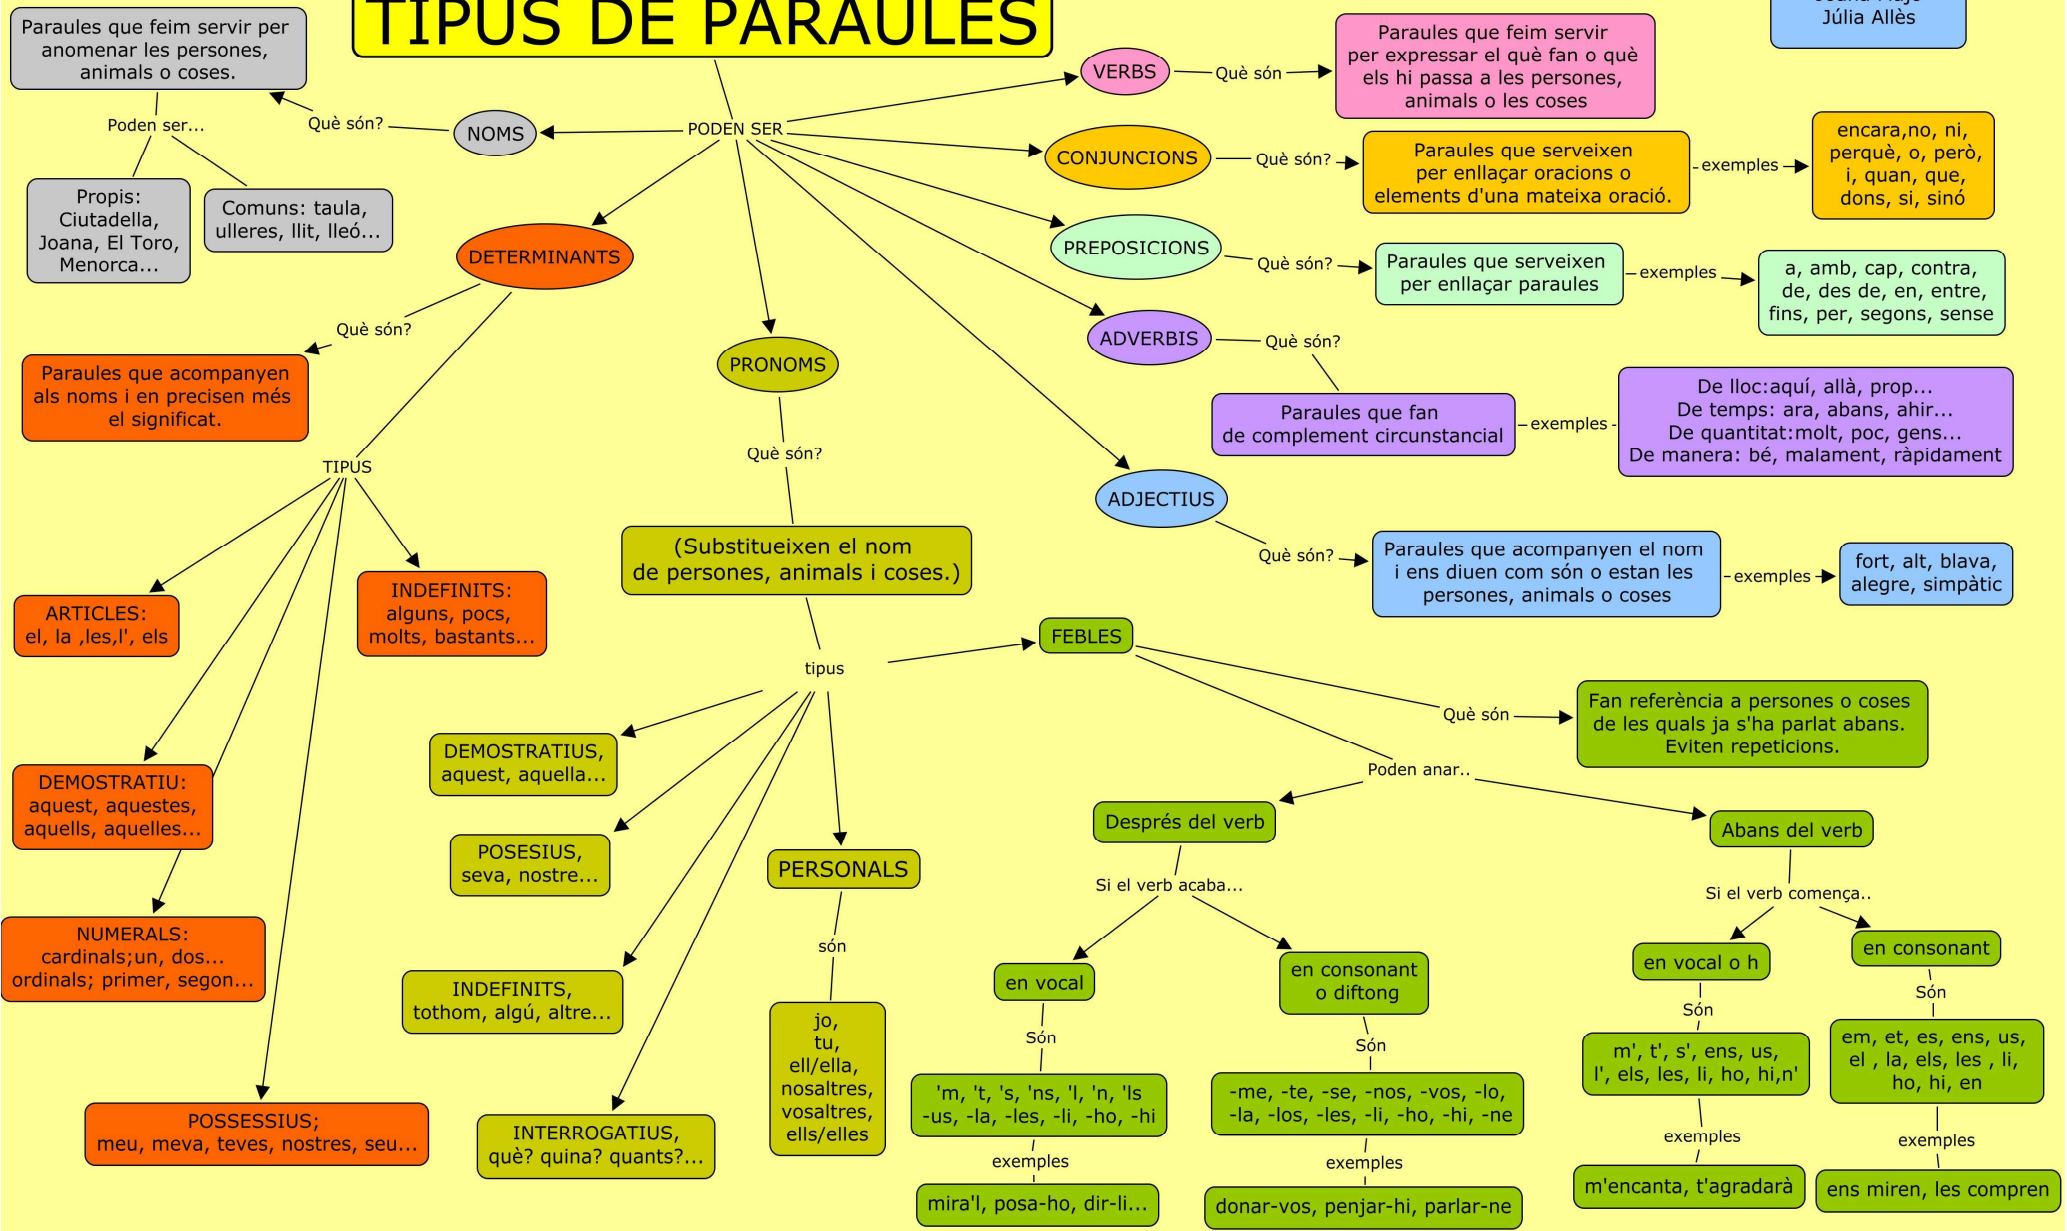 TIPUS DE PARAULES
Júlia Allès
PODEN SER
NOMS
Què són?
Paraules que feim servir per
anomenar les persones,
animals o coses.
Poden ser...
Propis:
Ciutadella,
Joana, El Toro,
Menorca...
Comuns: taula,
ulleres, llit, lleó...
VERBS
Què són
Paraules que feim servir
per expressar el què fan o què
els hi passa a les persones,
animals o les coses
CONJUNCIONS
Què són?
Paraules que serveixen
per enllaçar oracions o
elements d'una mateixa oració.
exemples
encara,no, ni,
perquè, o, però,
i, quan, que,
dons, si, sinó
PREPOSICIONS
Què són?
Paraules que serveixen
per enllaçar paraules
exemples
a, amb, cap, contra,
de, des de, en, entre,
fins, per, segons, sense
ADVERBIS
Què són?
Paraules que fan
de complement circunstancial
exemples
De lloc:aquí, allà, prop...
De temps: ara, abans, ahir...
De quantitat:molt, poc, gens...
De manera: bé, malament, ràpidament
ADJECTIUS
Què són?
Paraules que acompanyen el nom
i ens diuen com són o estan les
persones, animals o coses
exemples
fort, alt, blava,
alegre, simpàtic
DETERMINANTS
Què són?
Paraules que acompanyen
als noms i en precisen més
el significat.
TIPUS
ARTICLES:
el, la ,les,l', els
INDEFINITS:
alguns, pocs,
molts, bastants...
DEMOSTRATIU:
aquest, aquestes,
aquells, aquelles...
NUMERALS:
cardinals;un, dos...
ordinals; primer, segon...
POSSESSIUS;
meu, meva, teves, nostres, seu...
PRONOMS
Què són?
(Substitueixen el nom
de persones, animals i coses.)
tipus
DEMOSTRATIUS,
aquest, aquella...
POSESIUS,
seva, nostre...
INDEFINITS,
tothom, algú, altre...
INTERROGATIUS,
què? quina? quants?...
PERSONALS
són
jo,
tu,
ell/ella,
nosaltres,
vosaltres,
ells/elles
FEBLES
Què són
Fan referència a persones o coses
de les quals ja s'ha parlat abans.
Eviten repeticions.
Poden anar..
Després del verb
Si el verb acaba...
en vocal
Són
'm, 't, 's, 'ns, 'l, 'n, 'ls
-us, -la, -les, -li, -ho, -hi
exemples
mira'l, posa-ho, dir-li...
en consonant
o diftong
Són
-me, -te, -se, -nos, -vos, -lo,
-la, -los, -les, -li, -ho, -hi, -ne
exemples
donar-vos, penjar-hi, parlar-ne
Abans del verb
Si el verb comença..
en vocal o h
Són
m', t', s', ens, us,
l', els, les, li, ho, hi,n'
exemples
m'encanta, t'agradarà
en consonant
Són
em, et, es, ens, us,
el , la, els, les , li,
ho, hi, en
exemples
ens miren, les compren